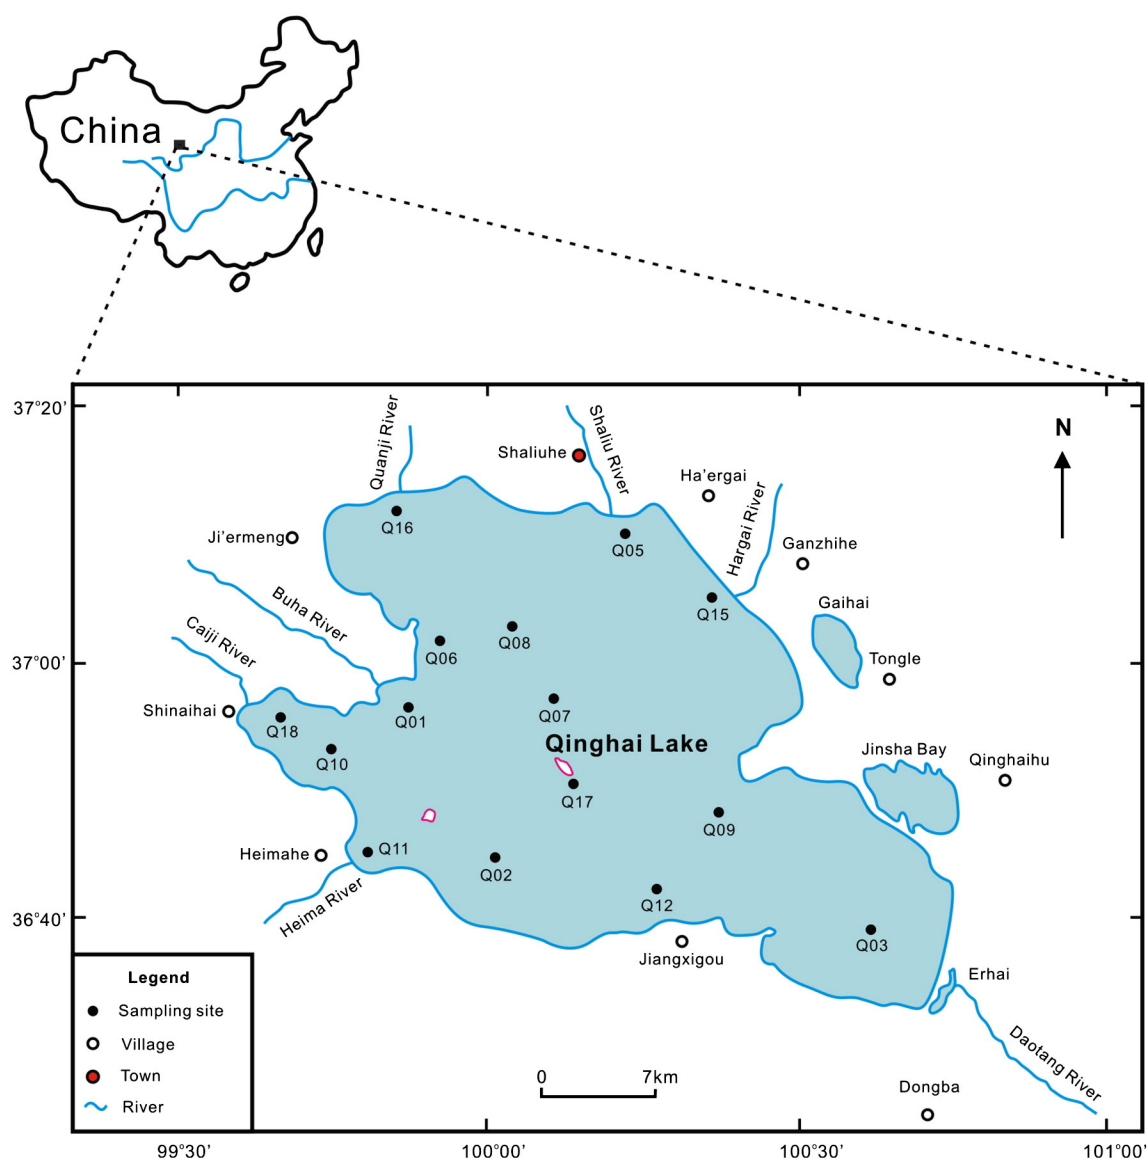 China
37°20’
37°00’
36°40’
Quanji River
Shaliuhe
Shaliu River
N
Ha’ergai
Q16
Hargai River
Ji’ermeng
Q05
Ganzhihe
Buha River
Q15
Gaihai
Caiji River
Q08
Q06
Tongle
Shinaihai
Q18
Q01
Q07
Qinghai Lake
Q10
Jinsha Bay
Qinghaihu
Q17
Q09
Heimahe
Q11
Q02
Heima River
Q12
Q03
Jiangxigou
Erhai
Daotang River
Dongba
Legend
Sampling site
Village
Town
River
0 7km
99°30’ 100°00’ 100°30’ 101°00’